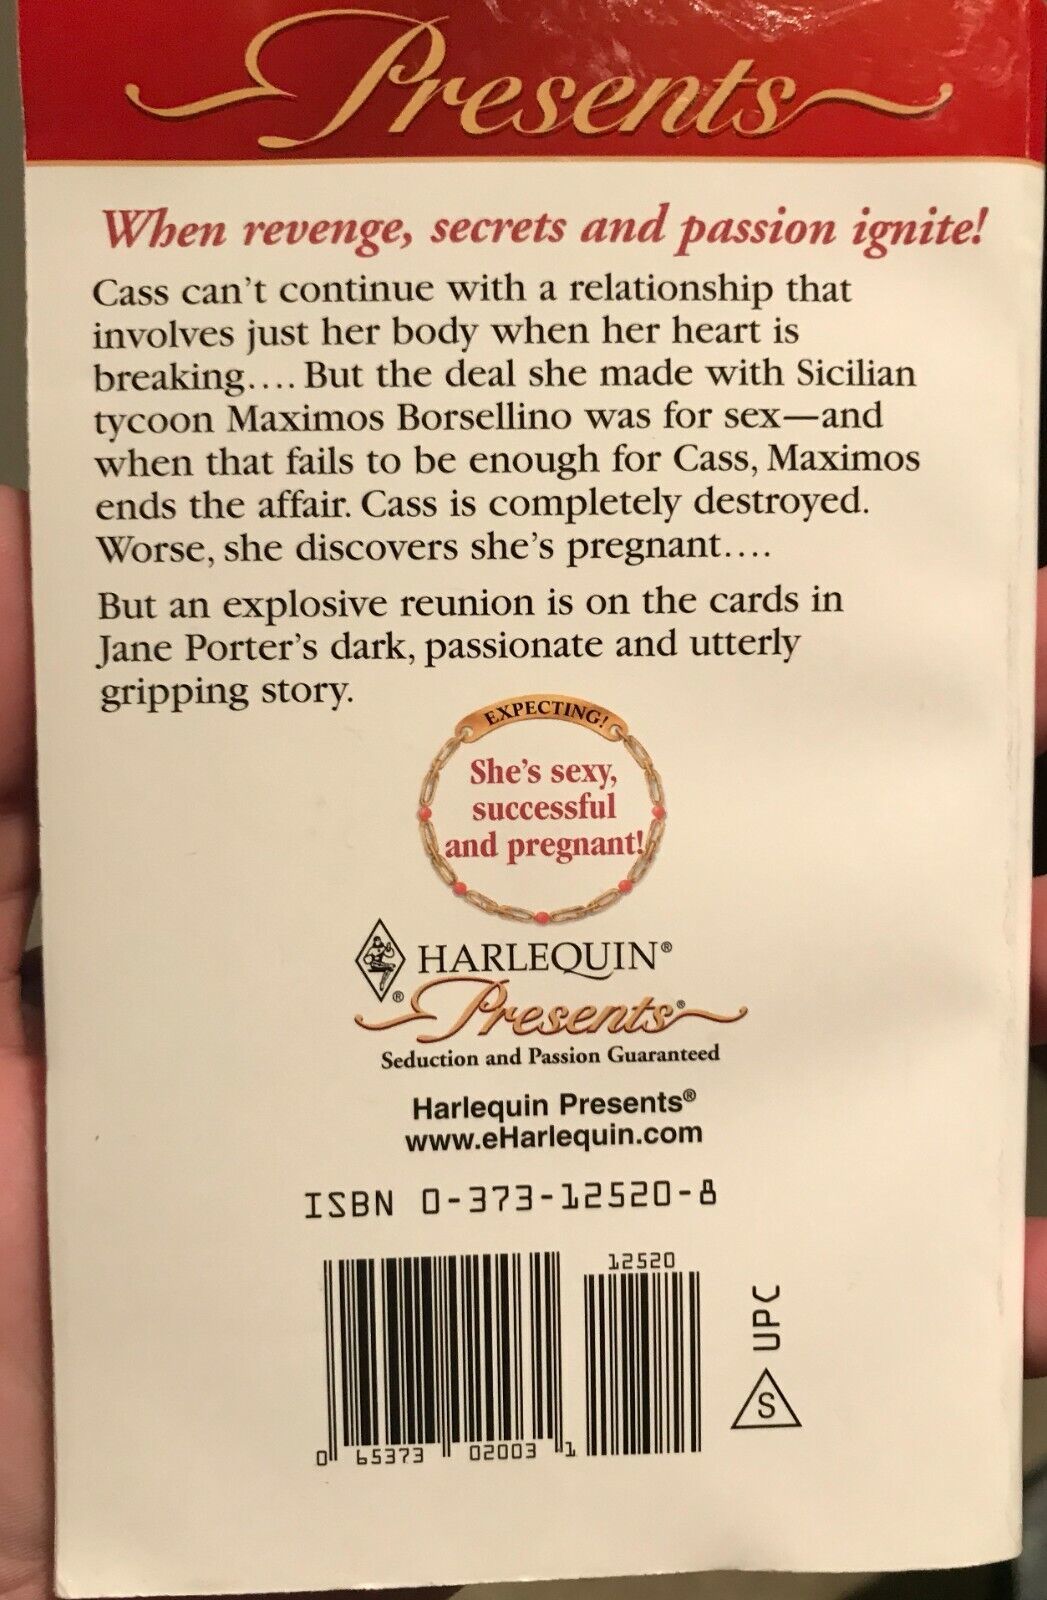 Presents
When revenge, secrets and passion ignite!
Cass can't continue with a relationship that
involves just her body when her heart is
breaking.... But the deal she made with Sicilian
tycoon Maximos Borsellino was for sex—and
when that fails to be enough for Cass, Maximos
ends the affair. Cass is completely destroyed.
Worse, she discovers she's pregnant....
But an explosive reunion is on the cards in
Jane Porter's dark, passionate and utterly
gripping story.
EXPECTING!
She's sexy,
successful
and pregnant!
HARLEQUIN®
®
Presents®
Seduction and Passion Guaranteed
Harlequin Presents®
www.eHarlequin.com
ISBN 0-373-12520-8
12520
0 65373 02003 1
UPC
S